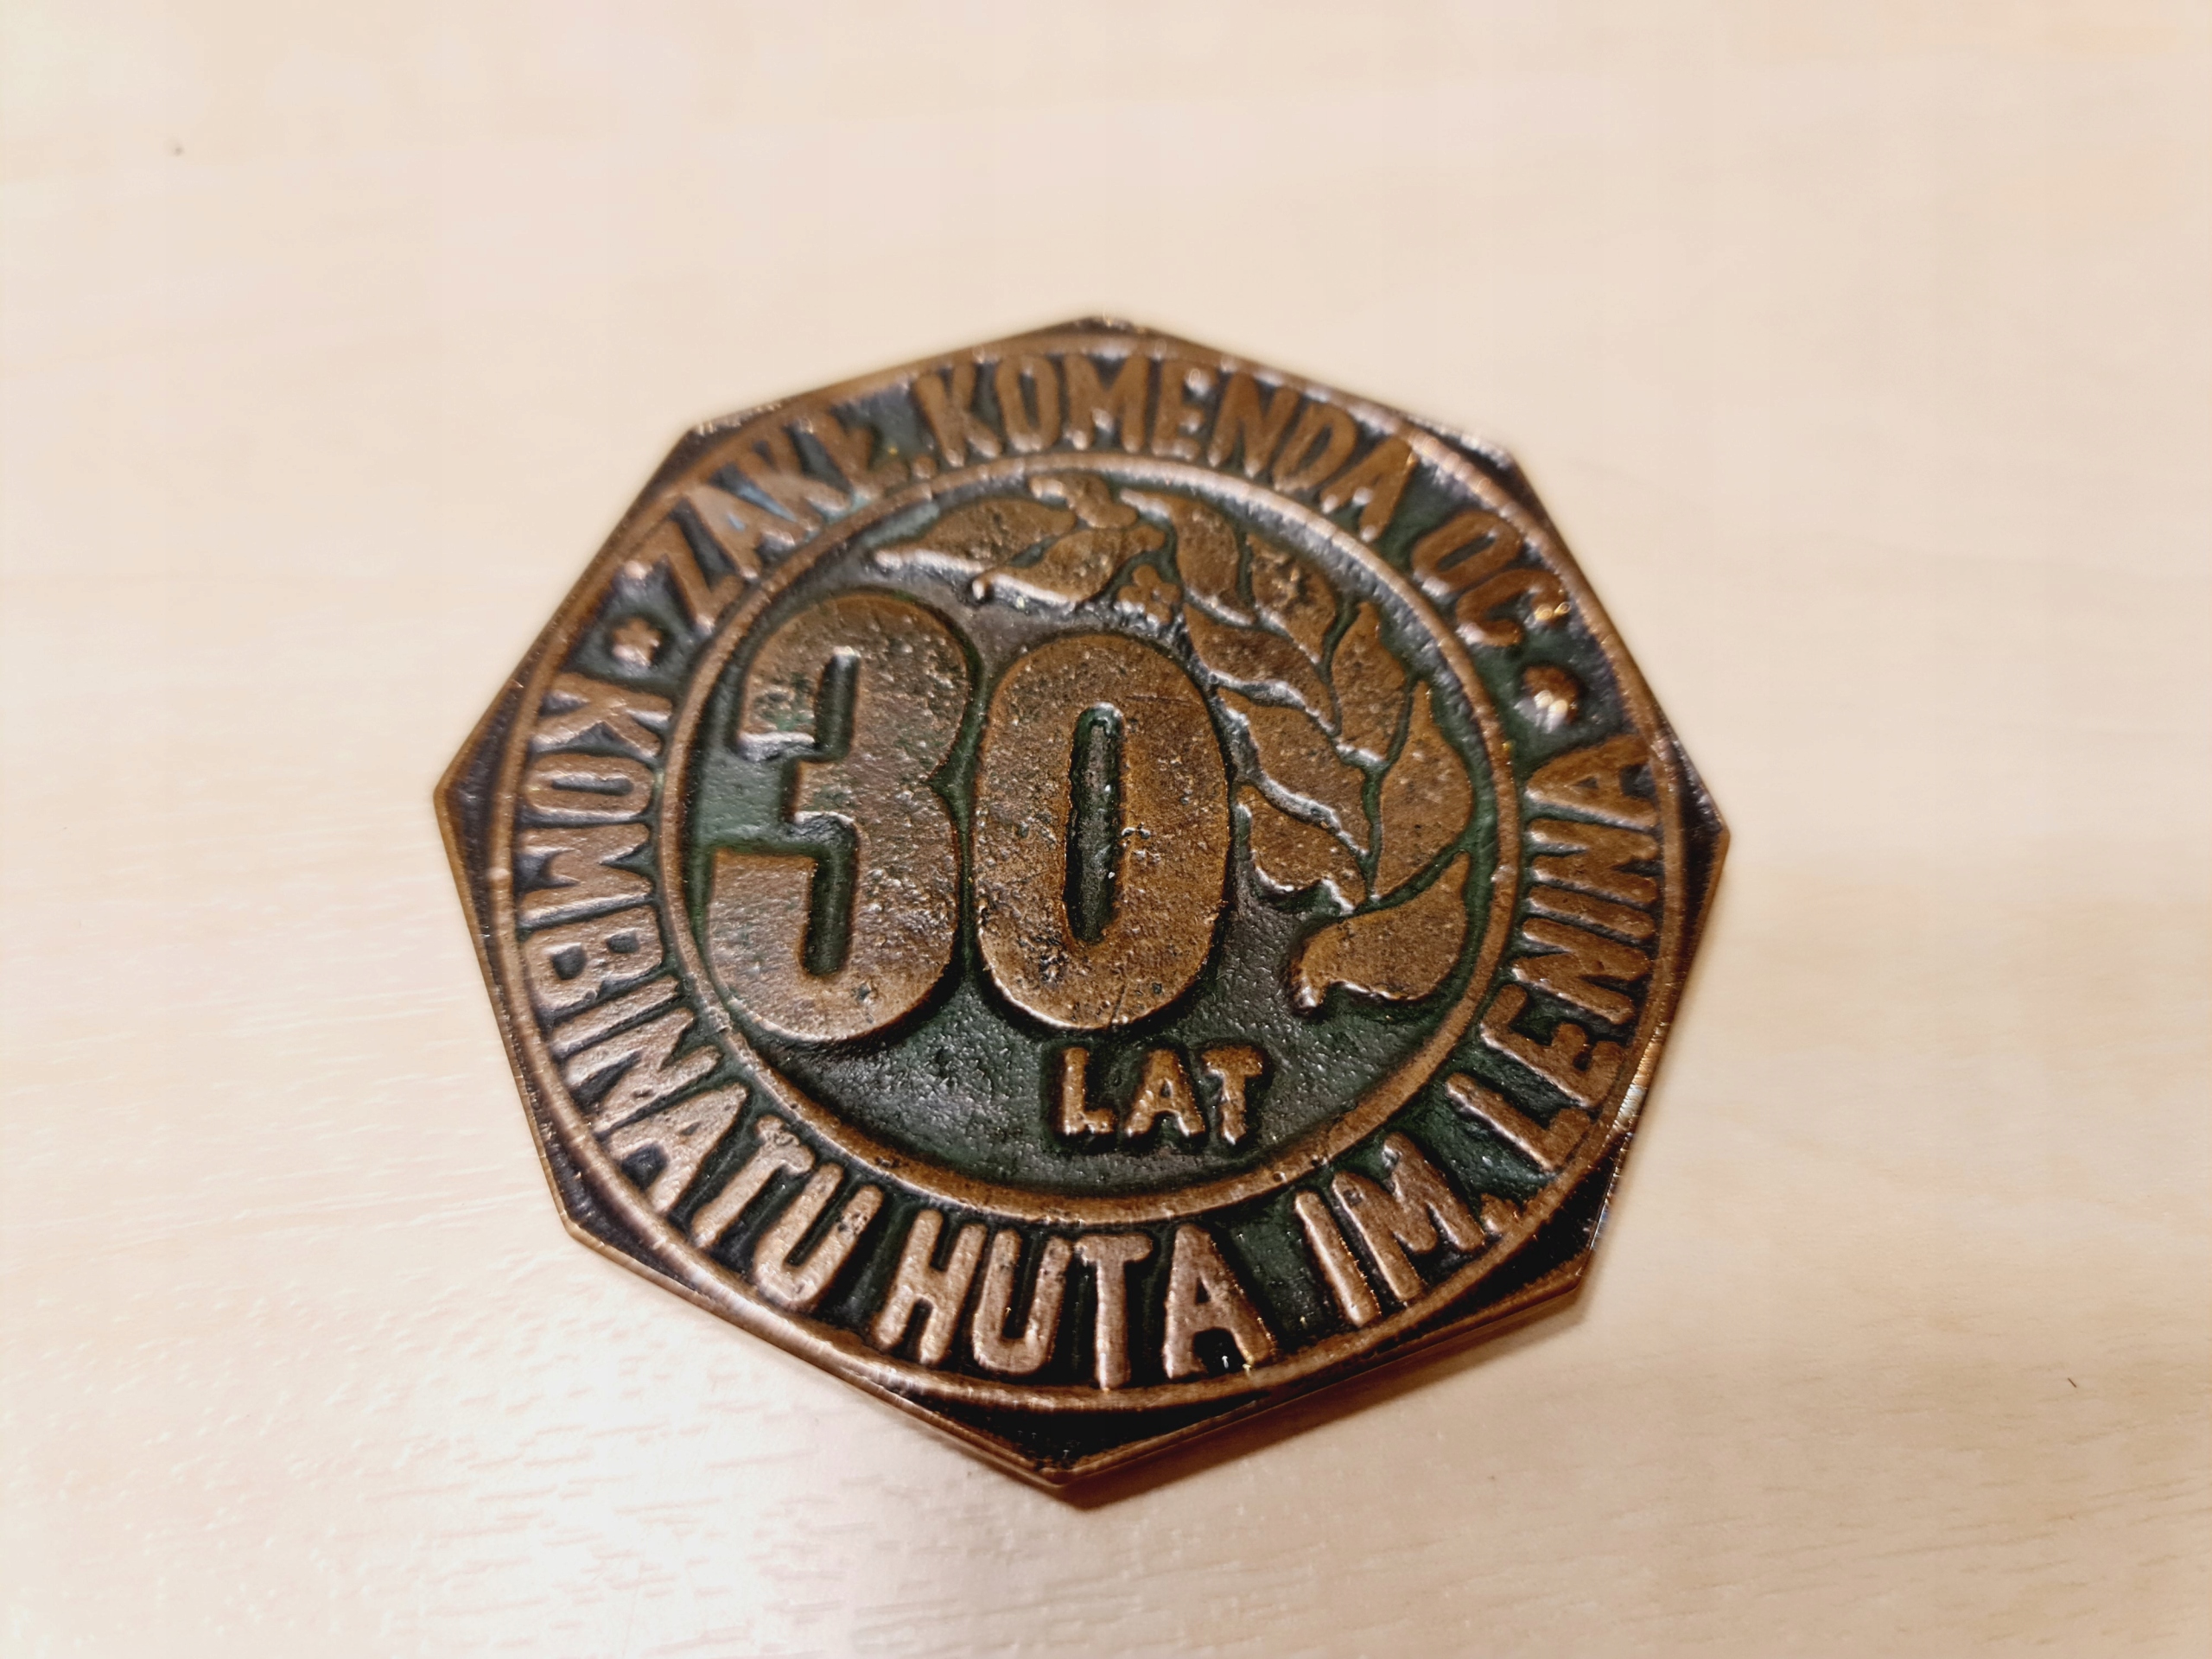 ZAKŁ. KOMENDA OC
30
LAT
KOMBINATU HUTA IM. LENINA